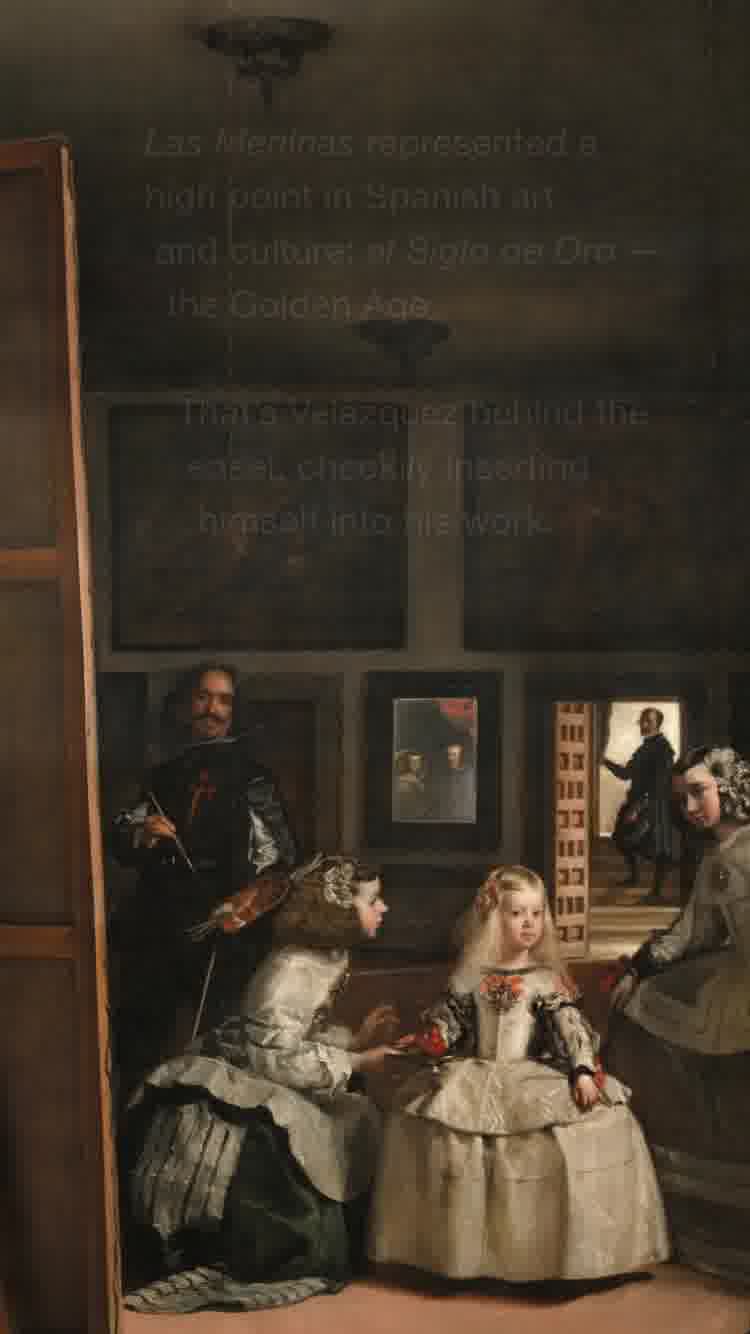 Las Meninas represented a
high point in Spanish art
and culture: el Siglo de Oro —
the Golden Age.
That's Velázquez behind the
easel, cheekily inserting
himself into his work.